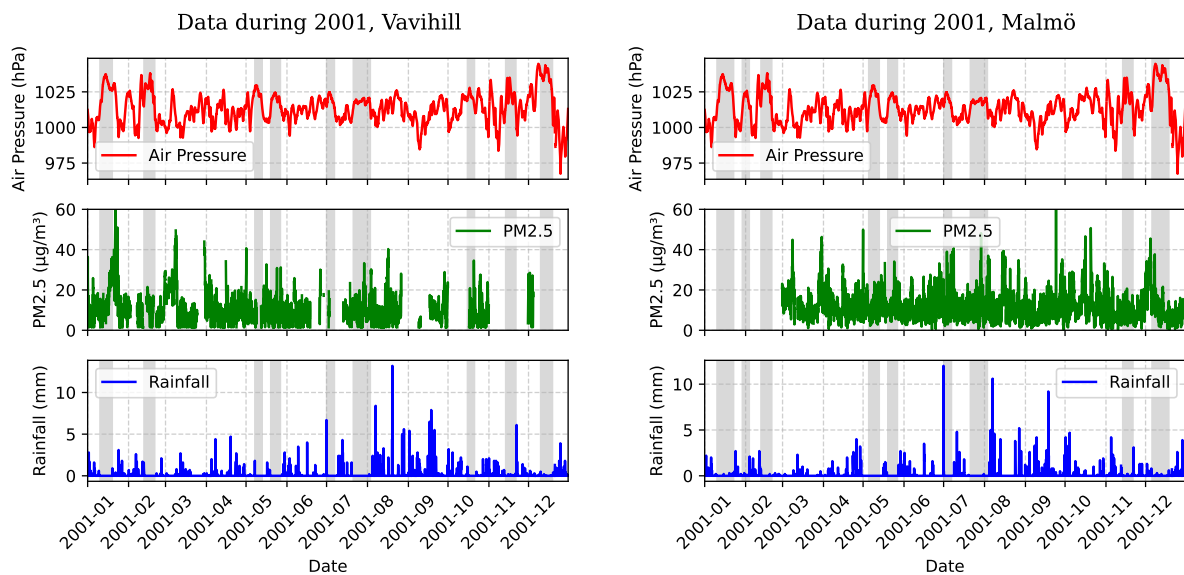 Data during 2001, Vavihill
Air Pressure (hPa)
1025
1000
975
Air Pressure
PM2.5 (µg/m³)
60
40
20
0
PM2.5
Rainfall (mm)
10
5
0
Rainfall
2001-01
2001-02
2001-03
2001-04
2001-05
2001-06
2001-07
2001-08
2001-09
2001-10
2001-11
2001-12
Date
Data during 2001, Malmö
Air Pressure (hPa)
1025
1000
975
Air Pressure
PM2.5 (µg/m³)
60
40
20
0
PM2.5
Rainfall (mm)
10
5
0
Rainfall
2001-01
2001-02
2001-03
2001-04
2001-05
2001-06
2001-07
2001-08
2001-09
2001-10
2001-11
2001-12
Date